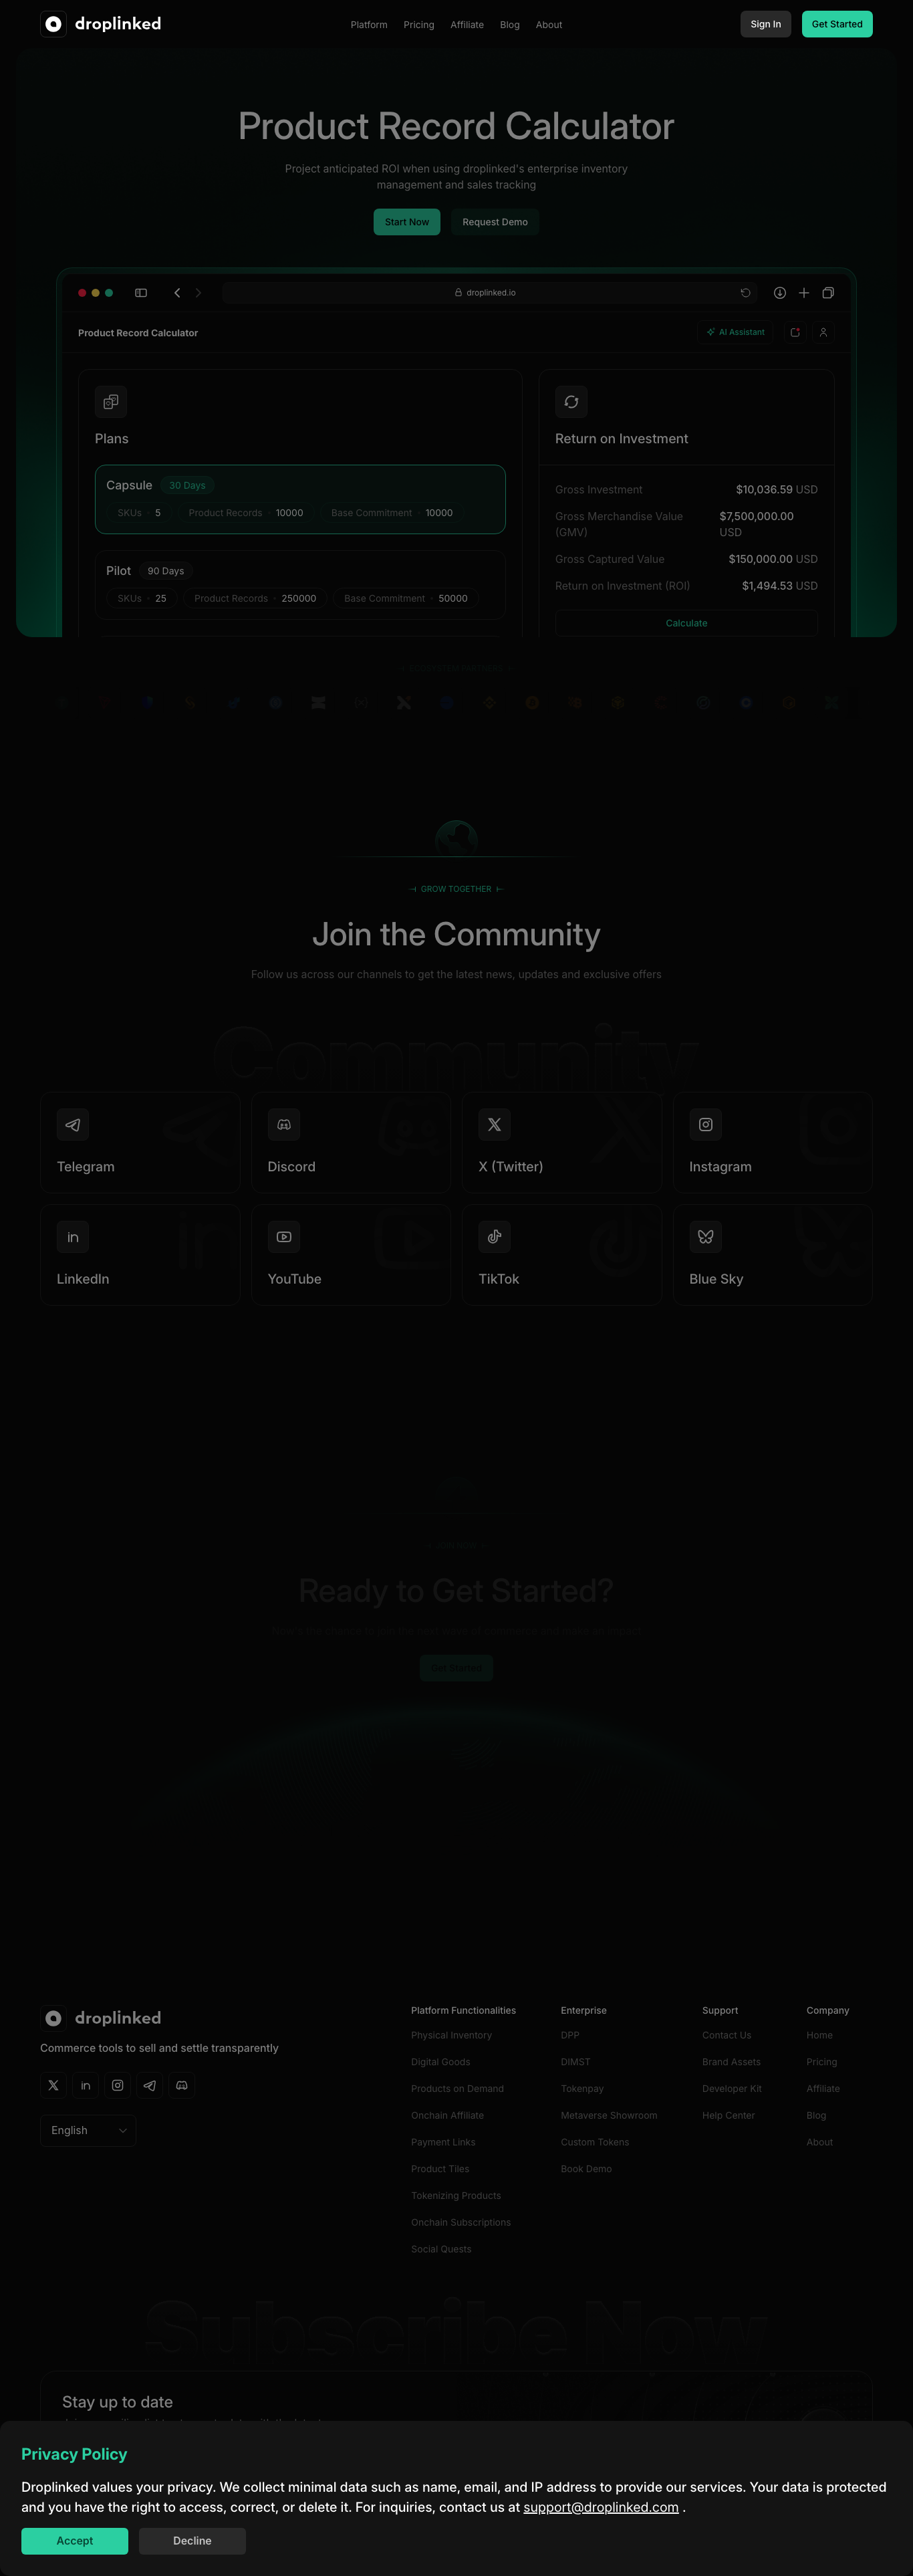 droplinked
Platform Pricing Affiliate Blog About
Sign In
Get Started
Product Record Calculator
Project anticipated ROI when using droplinked's enterprise inventory
management and sales tracking
Start Now
Request Demo
droplinked.io
Product Record Calculator
AI Assistant
Plans
Capsule 30 Days
SKUs · 5 Product Records · 10000 Base Commitment · 10000
Pilot 90 Days
SKUs · 25 Product Records · 250000 Base Commitment · 50000
Return on Investment
Gross Investment $10,036.59 USD
Gross Merchandise Value $7,500,000.00
(GMV) USD
Gross Captured Value $150,000.00 USD
Return on Investment (ROI) $1,494.53 USD
Calculate
GROW TOGETHER
Join the Community
Follow us across our channels to get the latest news, updates and exclusive offers
Community
Telegram
Discord
X (Twitter)
Instagram
LinkedIn
YouTube
TikTok
Blue Sky
Ready to Get Started?
Get Started
droplinked
Commerce tools to sell and settle transparently
English
Platform Functionalities
Physical Inventory
Digital Goods
Products on Demand
Onchain Affiliate
Payment Links
Product Tiles
Tokenizing Products
Onchain Subscriptions
Social Quests
Enterprise
DPP
DIMST
Tokenpay
Metaverse Showroom
Custom Tokens
Book Demo
Support
Contact Us
Brand Assets
Developer Kit
Help Center
Company
Home
Pricing
Affiliate
Blog
About
Subscribe Now
Stay up to date
Privacy Policy
Droplinked values your privacy. We collect minimal data such as name, email, and IP address to provide our services. Your data is protected
and you have the right to access, correct, or delete it. For inquiries, contact us at support@droplinked.com .
Accept
Decline